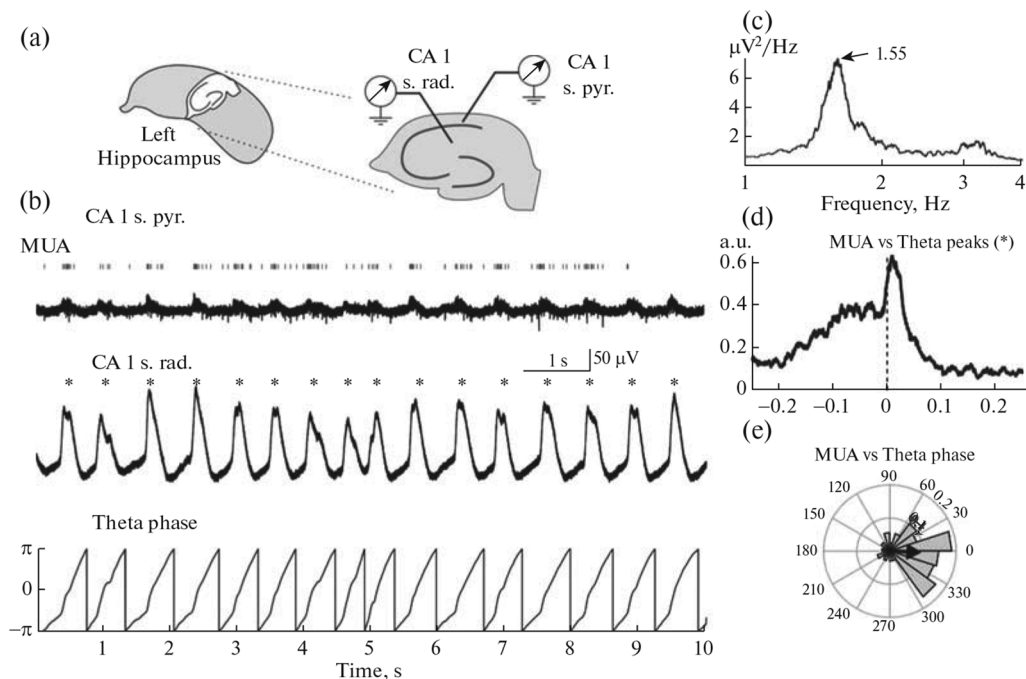 (a)
CA 1
s. rad.
CA 1
s. pyr.
Left
Hippocampus
(b)
CA 1 s. pyr.
MUA
CA 1 s. rad.
1 s
50 μV
* * * * * * * * * * * * * * * *
Theta phase
π
0
−π
1 2 3 4 5 6 7 8 9 10
Time, s
(c)
μV²/Hz
1.55
6
4
2
1 2 3 4
Frequency, Hz
(d)
a.u.
MUA vs Theta peaks (*)
0.6
0.4
0.2
0
−0.2 −0.1 0 0.1 0.2
(e)
MUA vs Theta phase
90
120 60
0.2
150 30
180 0
210 330
240 300
270